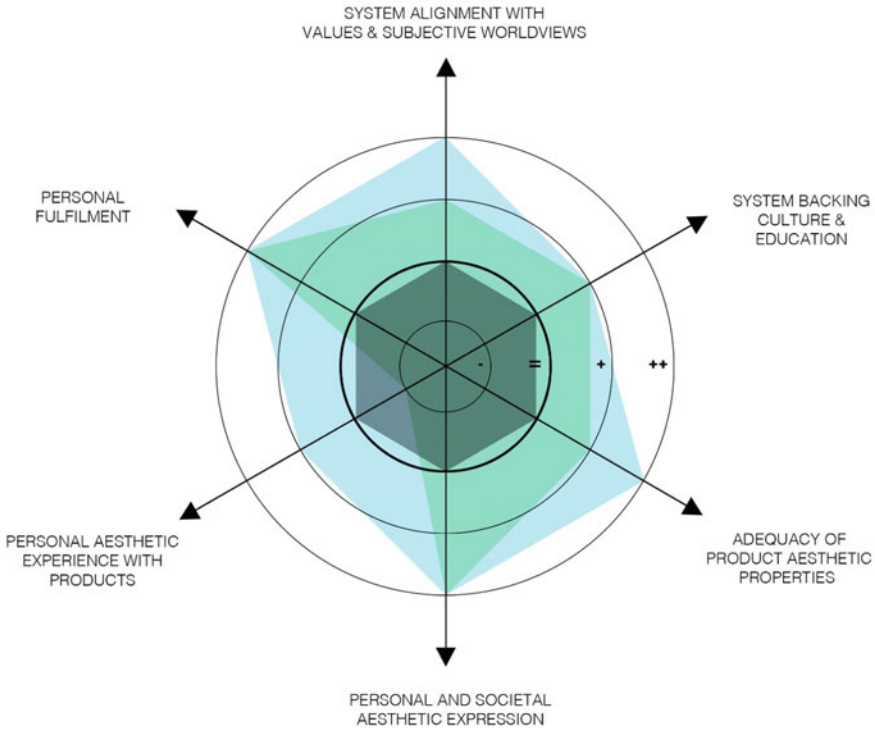 SYSTEM ALIGNMENT WITH
VALUES & SUBJECTIVE WORLDVIEWS
PERSONAL
FULFILMENT
SYSTEM BACKING
CULTURE &
EDUCATION
- = + ++
PERSONAL AESTHETIC
EXPERIENCE WITH
PRODUCTS
ADEQUACY OF
PRODUCT AESTHETIC
PROPERTIES
PERSONAL AND SOCIETAL
AESTHETIC EXPRESSION